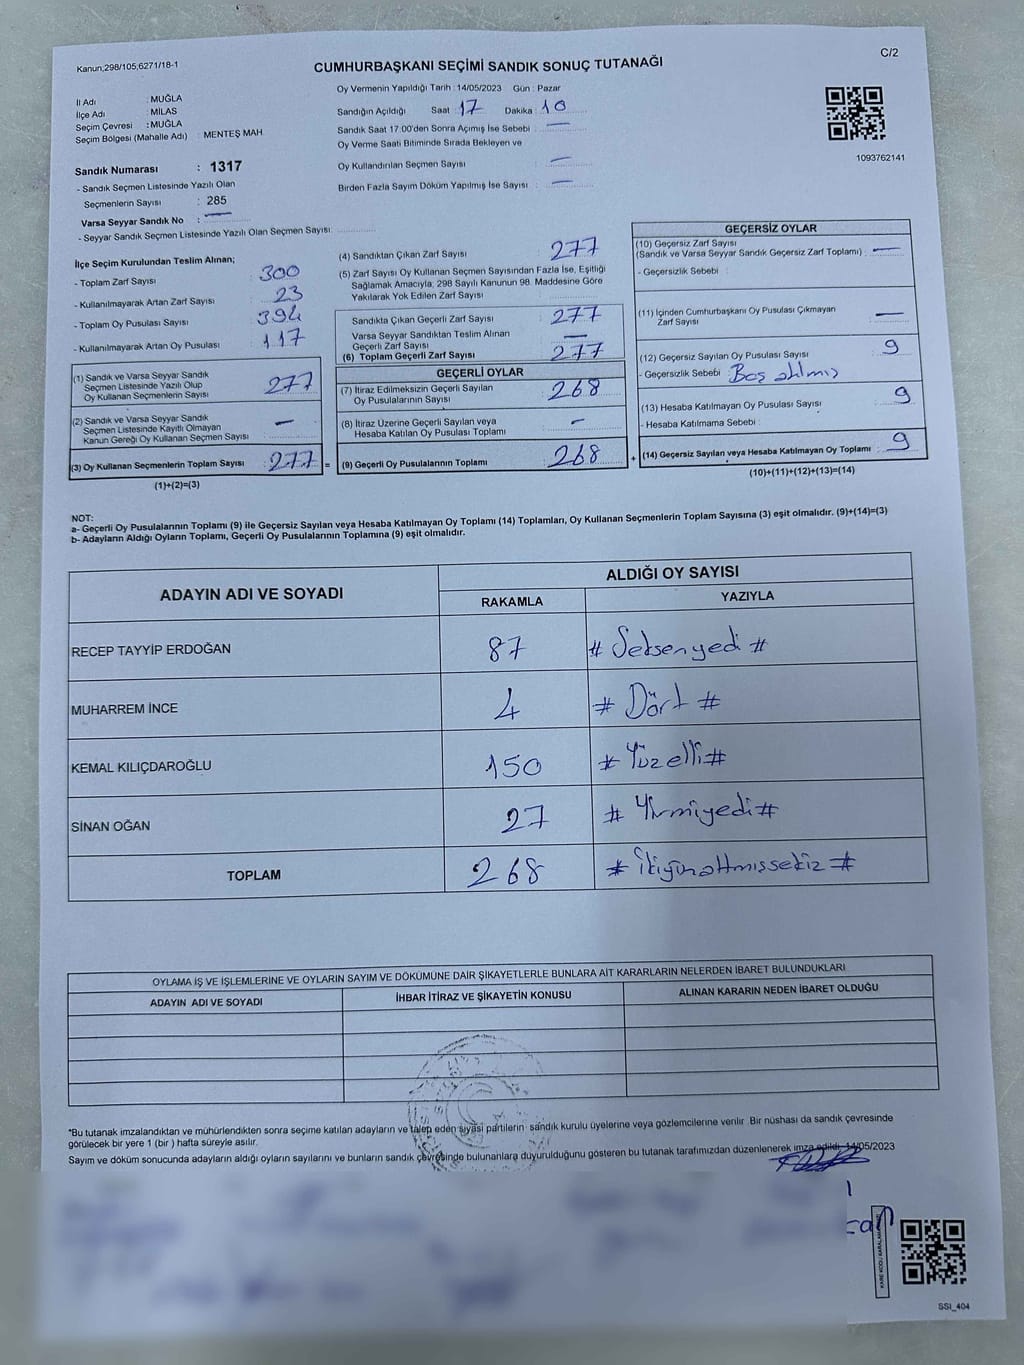 Kanun;298/105;6271/18-1
C/2
CUMHURBAŞKANI SEÇİMİ SANDIK SONUÇ TUTANAĞI
İl Adı : MUĞLA
İlçe Adı : MİLAS
Seçim Çevresi : MUĞLA
Seçim Bölgesi (Mahalle Adı) : MENTEŞ MAH
Sandık Numarası : 1317
- Sandık Seçmen Listesinde Yazılı Olan
Seçmenlerin Sayısı : 285
Varsa Seyyar Sandık No : —
- Seyyar Sandık Seçmen Listesinde Yazılı Olan Seçmen Sayısı:
Oy Vermenin Yapıldığı Tarih : 14/05/2023 Gün : Pazar
Sandığın Açıldığı Saat 17 Dakika 10
Sandık Saat 17:00'den Sonra Açımış İse Sebebi : —
Oy Verme Saati Bitiminde Sırada Bekleyen ve
Oy Kullandırılan Seçmen Sayısı : —
Birden Fazla Sayım Döküm Yapılmış İse Sayısı : —
1093762141
İlçe Seçim Kurulundan Teslim Alınan;
- Toplam Zarf Sayısı : 300
- Kullanılmayarak Artan Zarf Sayısı : 23
- Toplam Oy Pusulası Sayısı : 394
- Kullanılmayarak Artan Oy Pusulası : 117
(1) Sandık ve Varsa Seyyar Sandık
Seçmen Listesinde Yazılı Olup
Oy Kullanan Seçmenlerin Sayısı : 277
(2) Sandık ve Varsa Seyyar Sandık
Seçmen Listesinde Kayıtlı Olmayan
Kanun Gereği Oy Kullanan Seçmen Sayısı : —
(3) Oy Kullanan Seçmenlerin Toplam Sayısı : 277 =
(1)+(2)=(3)
(4) Sandıktan Çıkan Zarf Sayısı : 277
(5) Zarf Sayısı Oy Kullanan Seçmen Sayısından Fazla İse, Eşitliği
Sağlamak Amacıyla; 298 Sayılı Kanunun 98. Maddesine Göre
Yakılarak Yok Edilen Zarf Sayısı :
Sandıkta Çıkan Geçerli Zarf Sayısı : 277
Varsa Seyyar Sandıktan Teslim Alınan
Geçerli Zarf Sayısı : —
(6) Toplam Geçerli Zarf Sayısı : 277
GEÇERLİ OYLAR
(7) İtiraz Edilmeksizin Geçerli Sayılan
Oy Pusulalarının Sayısı : 268
(8) İtiraz Üzerine Geçerli Sayılan veya
Hesaba Katılan Oy Pusulası Toplamı : —
(9) Geçerli Oy Pusulalarının Toplamı : 268 +
GEÇERSİZ OYLAR
(10) Geçersiz Zarf Sayısı
(Sandık ve Varsa Seyyar Sandık Geçersiz Zarf Toplamı) : —
- Geçersizlik Sebebi :
(11) İçinden Cumhurbaşkanı Oy Pusulası Çıkmayan
Zarf Sayısı : —
(12) Geçersiz Sayılan Oy Pusulası Sayısı : 9
- Geçersizlik Sebebi Boş atılmış
(13) Hesaba Katılmayan Oy Pusulası Sayısı : 9
- Hesaba Katılmama Sebebi :
(14) Geçersiz Sayılan veya Hesaba Katılmayan Oy Toplamı : 9
(10)+(11)+(12)+(13)=(14)
NOT:
a- Geçerli Oy Pusulalarının Toplamı (9) ile Geçersiz Sayılan veya Hesaba Katılmayan Oy Toplamı (14) Toplamları, Oy Kullanan Seçmenlerin Toplam Sayısına (3) eşit olmalıdır. (9)+(14)=(3)
b- Adayların Aldığı Oyların Toplamı, Geçerli Oy Pusulalarının Toplamına (9) eşit olmalıdır.
ADAYIN ADI VE SOYADI
ALDIĞI OY SAYISI
RAKAMLA YAZIYLA
RECEP TAYYİP ERDOĞAN 87 # Seksenyedi #
MUHARREM İNCE 4 # Dört #
KEMAL KILIÇDAROĞLU 150 # Yüzelli #
SİNAN OĞAN 27 # Yirmiyedi #
TOPLAM 268 # İkiyüzaltmışsekiz #
OYLAMA İŞ VE İŞLEMLERİNE VE OYLARIN SAYIM VE DÖKÜMÜNE DAİR ŞİKAYETLERLE BUNLARA AİT KARARLARIN NELERDEN İBARET BULUNDUKLARI
ADAYIN ADI VE SOYADI İHBAR İTİRAZ VE ŞİKAYETİN KONUSU ALINAN KARARIN NEDEN İBARET OLDUĞU
*Bu tutanak imzalandıktan ve mühürlendikten sonra seçime katılan adayların ve talep eden siyasi partilerin sandık kurulu üyelerine veya gözlemcilerine verilir. Bir nüshası da sandık çevresinde
görülecek bir yere 1 (bir ) hafta süreyle asılır.
Sayım ve döküm sonucunda adayların aldığı oyların sayılarını ve bunların sandık çevresinde bulunanlara duyurulduğunu gösteren bu tutanak tarafımızdan düzenlenerek imza edildi. 14/05/2023
SSI_404